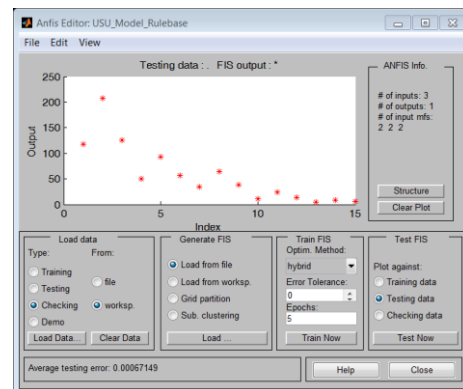 Anfis Editor: USU_Model_Rulebase
File Edit View
Testing data : . FIS output : *
250
200
150
100
50
0
Output
0 5 10 15
Index
ANFIS Info.
# of inputs: 3
# of outputs: 1
# of input mfs:
2 2 2
Structure
Clear Plot
Load data
Type: From:
Training
Testing
Checking
Demo
file
worksp.
Load Data... Clear Data
Generate FIS
Load from file
Load from worksp.
Grid partition
Sub. clustering
Load ...
Train FIS
Optim. Method:
hybrid
Error Tolerance:
0
Epochs:
5
Train Now
Test FIS
Plot against:
Training data
Testing data
Checking data
Test Now
Average testing error: 0.00067149
Help Close